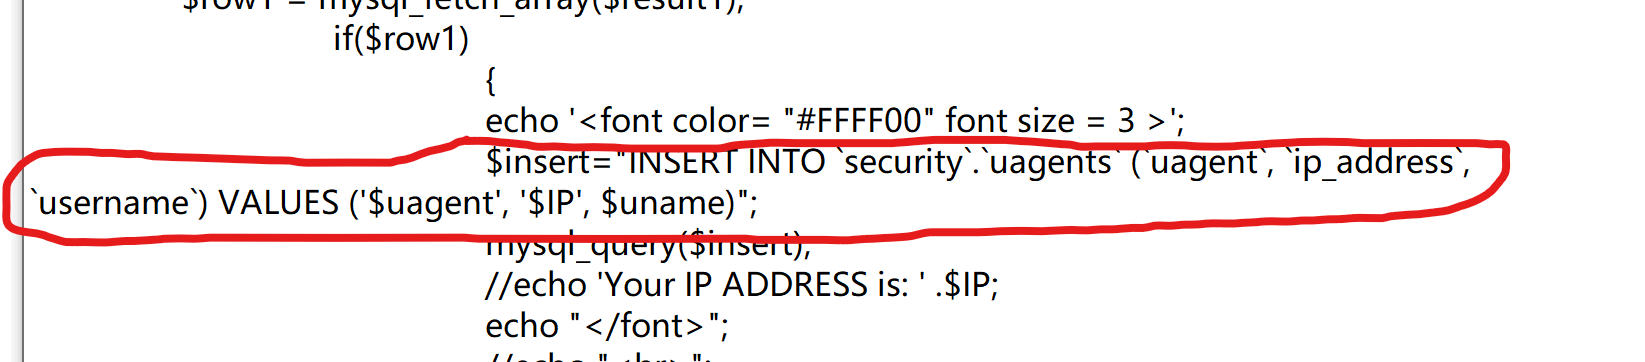 $row1 = mysql_fetch_array($result1);
if($row1)
{
echo '<font color= "#FFFF00" font size = 3 >';
$insert="INSERT INTO `security`.`uagents` (`uagent`, `ip_address`,
`username`) VALUES ('$uagent', '$IP', $uname)";
mysql_query($insert);
//echo 'Your IP ADDRESS is: ' .$IP;
echo "</font>";
//echo "<br>";